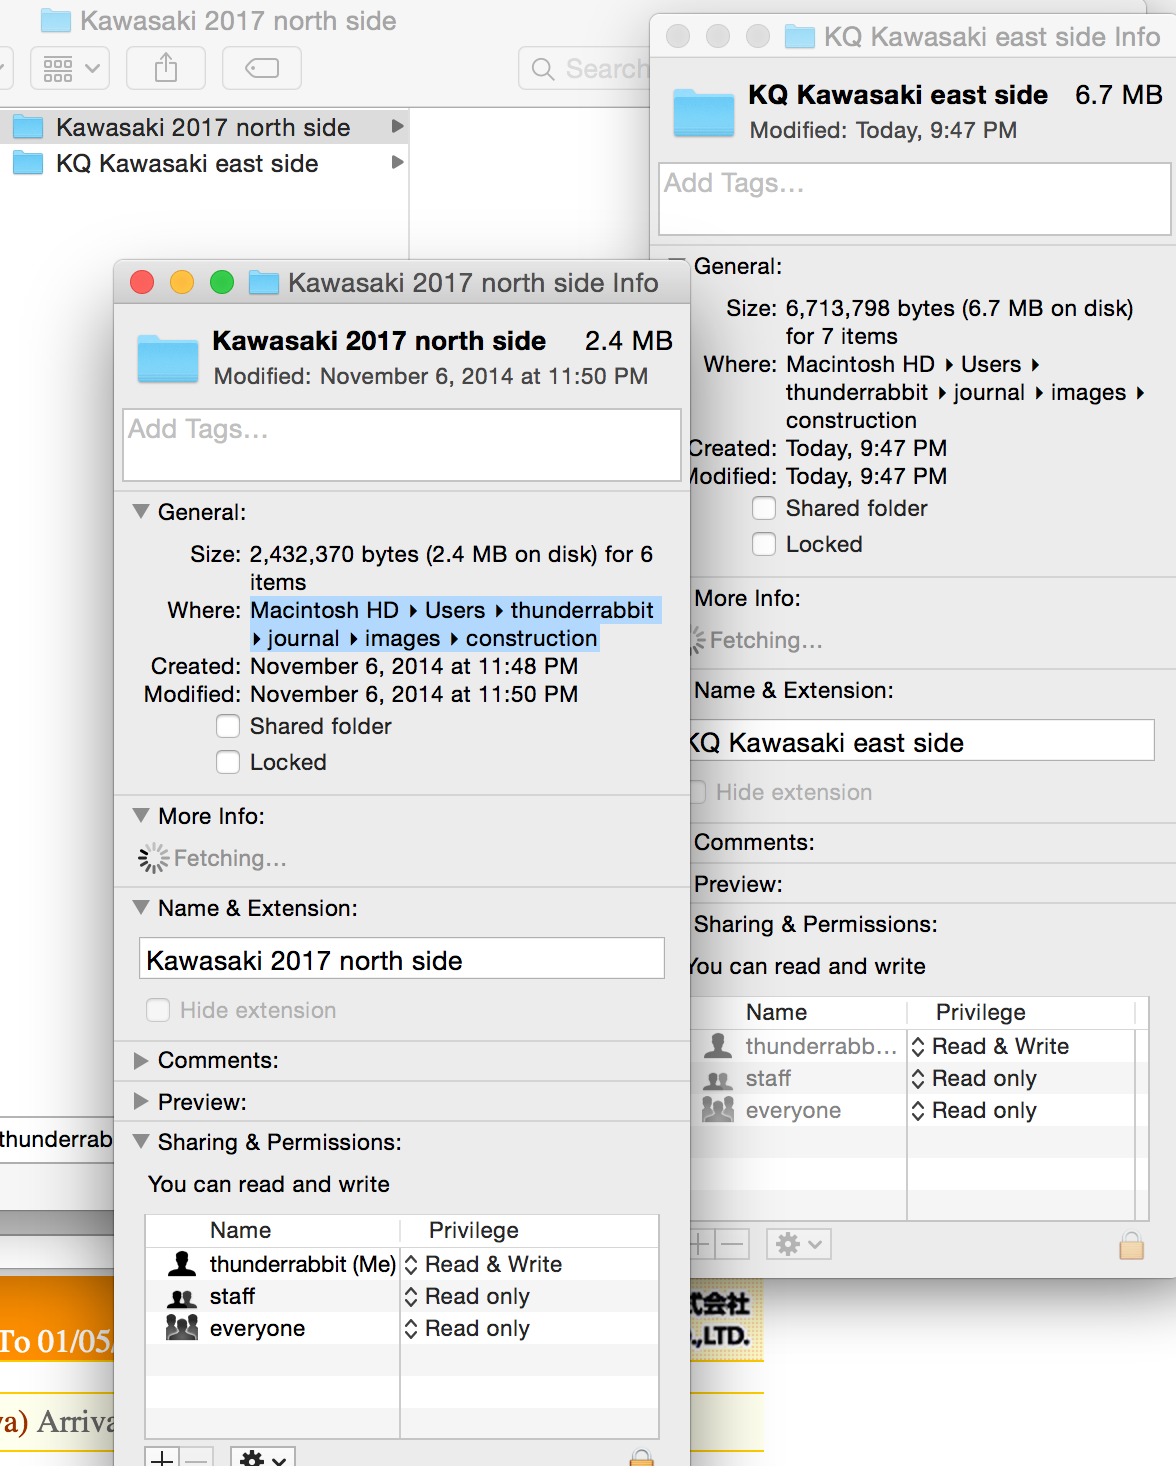 Kawasaki 2017 north side
Search
Kawasaki 2017 north side
KQ Kawasaki east side
KQ Kawasaki east side Info
KQ Kawasaki east side 6.7 MB
Modified: Today, 9:47 PM
Add Tags...
General:
Size: 6,713,798 bytes (6.7 MB on disk)
for 7 items
Where: Macintosh HD ▸ Users ▸
thunderrabbit ▸ journal ▸ images ▸
construction
Created: Today, 9:47 PM
Modified: Today, 9:47 PM
Shared folder
Locked
More Info:
Fetching...
Name & Extension:
KQ Kawasaki east side
Hide extension
Comments:
Preview:
Sharing & Permissions:
You can read and write
Name Privilege
thunderrabb... Read & Write
staff Read only
everyone Read only
Kawasaki 2017 north side Info
Kawasaki 2017 north side 2.4 MB
Modified: November 6, 2014 at 11:50 PM
Add Tags...
General:
Size: 2,432,370 bytes (2.4 MB on disk) for 6
items
Where: Macintosh HD ▸ Users ▸ thunderrabbit
▸ journal ▸ images ▸ construction
Created: November 6, 2014 at 11:48 PM
Modified: November 6, 2014 at 11:50 PM
Shared folder
Locked
More Info:
Fetching...
Name & Extension:
Kawasaki 2017 north side
Hide extension
Comments:
Preview:
Sharing & Permissions:
You can read and write
Name Privilege
thunderrabbit (Me) Read & Write
staff Read only
everyone Read only
thunderrab
To 01/05/
va) Arriva
式会社
.,LTD.